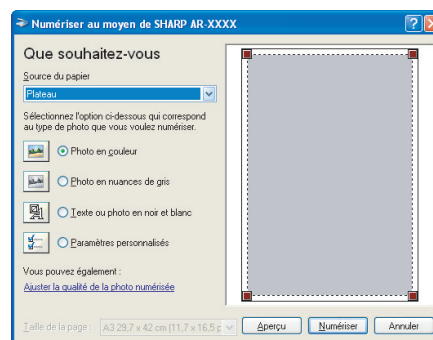 Numériser au moyen de SHARP AR-XXXX
Que souhaitez-vous
Source du papier
Plateau
Sélectionnez l'option ci-dessous qui correspond
au type de photo que vous voulez numériser.
Photo en couleur
Photo en nuances de gris
Texte ou photo en noir et blanc
Paramètres personnalisés
Vous pouvez également :
Ajuster la qualité de la photo numérisée
Taille de la page : A3 29,7 x 42 cm (11,7 x 16,5 p
Aperçu Numériser Annuler